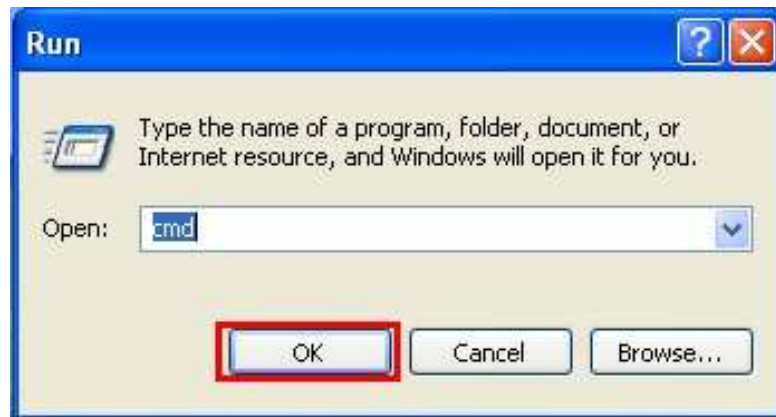 Run
Type the name of a program, folder, document, or
Internet resource, and Windows will open it for you.
Open: cmd
OK Cancel Browse...